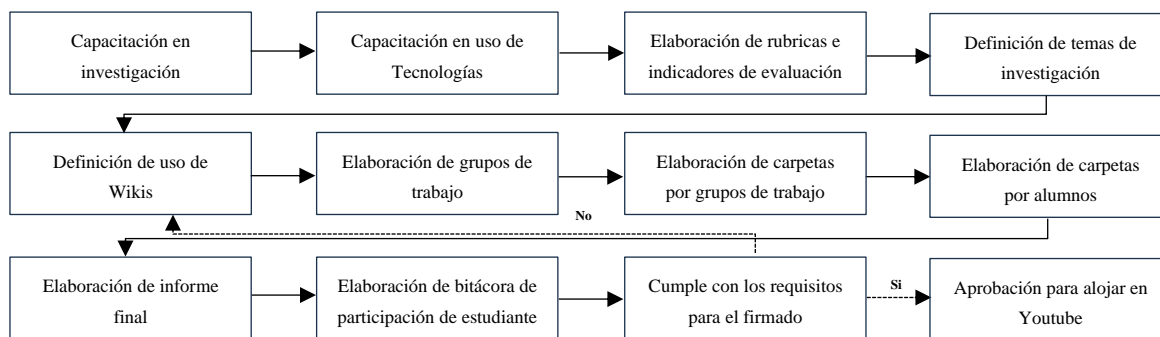 Capacitación en
investigación
Capacitación en uso de
Tecnologías
Elaboración de rubricas e
indicadores de evaluación
Definición de temas de
investigación
Definición de uso de
Wikis
Elaboración de grupos de
trabajo
Elaboración de carpetas
por grupos de trabajo
Elaboración de carpetas
por alumnos
No
Elaboración de informe
final
Elaboración de bitácora de
participación de estudiante
Cumple con los requisitos
para el firmado
Si
Aprobación para alojar en
Youtube